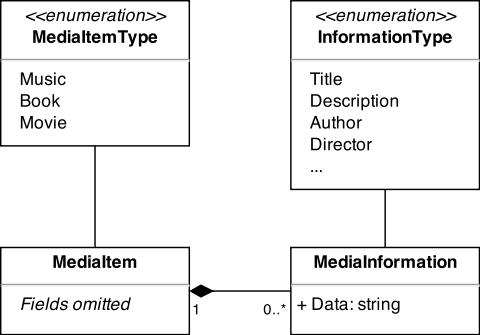 <<enumeration>>
MediaItemType
Music
Book
Movie
<<enumeration>>
InformationType
Title
Description
Author
Director
...
MediaItem
Fields omitted
1
0..*
MediaInformation
+ Data: string